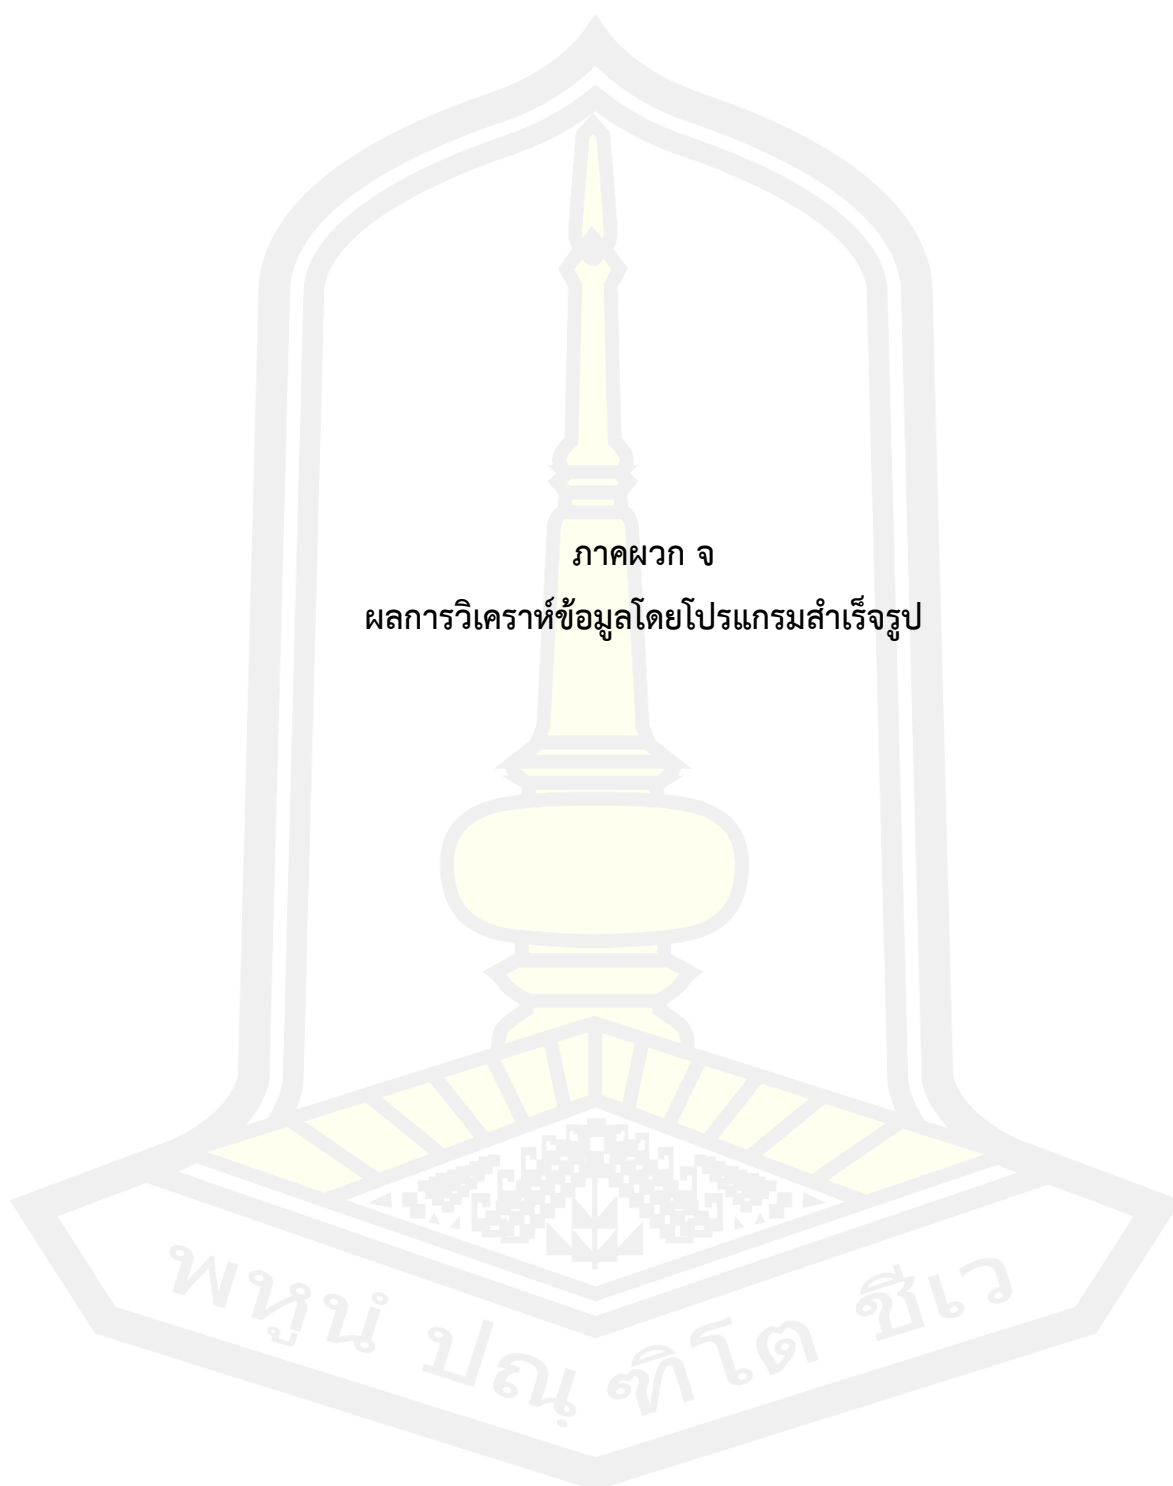 ภาคผวก จ
ผลการวิเคราห์ข้อมูลโดยโปรแกรมสำเร็จรูป
พหูนํ ปณฺ ฑิโต ชีเว